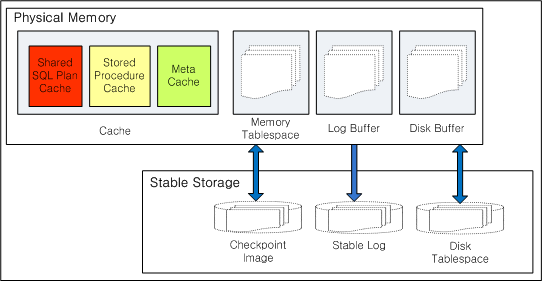 Physical Memory
Shared
SQL Plan
Cache
Stored
Procedure
Cache
Meta
Cache
Cache
Memory
Tablespace
Log Buffer
Disk Buffer
Stable Storage
Checkpoint
Image
Stable Log
Disk
Tablespace